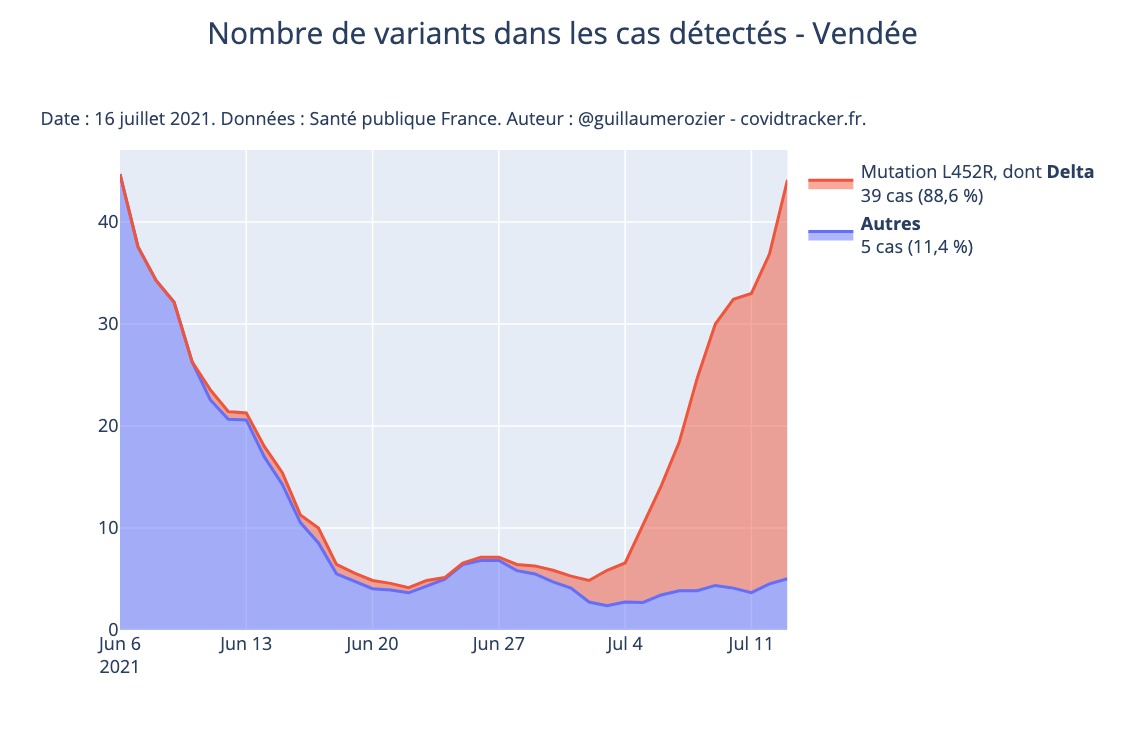 Nombre de variants dans les cas détectés - Vendée
Date : 16 juillet 2021. Données : Santé publique France. Auteur : @guillaumerozier - covidtracker.fr.
Mutation L452R, dont Delta
39 cas (88,6 %)
Autres
5 cas (11,4 %)
40
30
20
10
0
Jun 6 Jun 13 Jun 20 Jun 27 Jul 4 Jul 11
2021